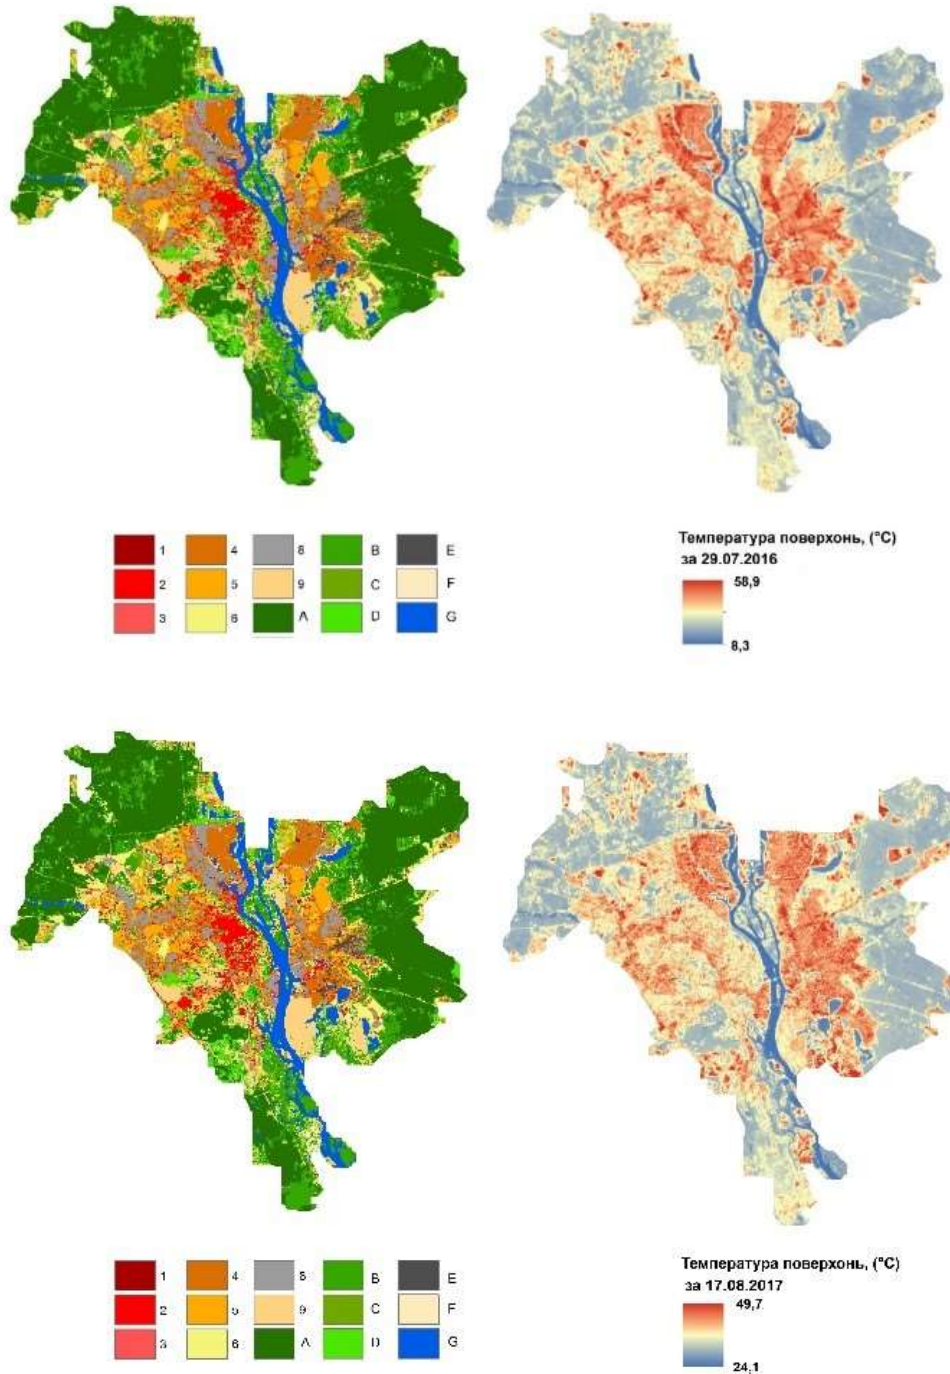 1 4 8 B E
2 5 9 C F
3 6 A D G
Температура поверхонь, (°C)
за 29.07.2016
58,9
8,3
1 4 8 B E
2 5 9 C F
3 6 A D G
Температура поверхонь, (°C)
за 17.08.2017
49,7
24,1